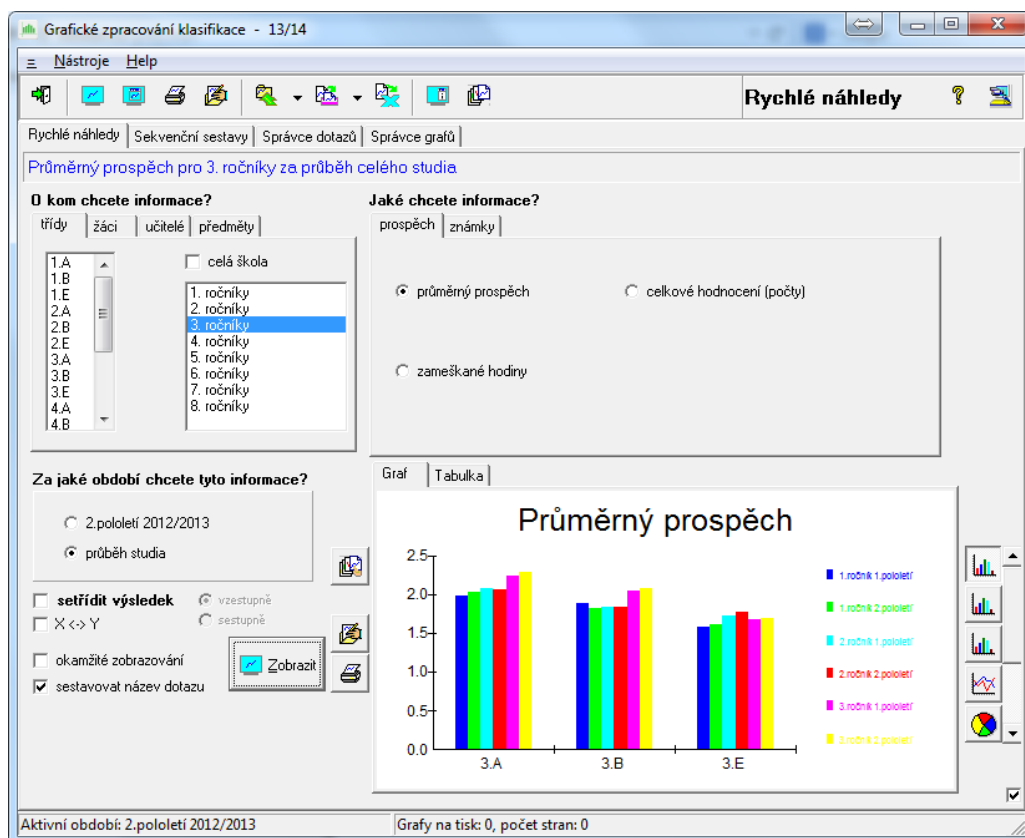 Grafické zpracování klasifikace - 13/14
Nástroje Help
Rychlé náhledy
Rychlé náhledy Sekvenční sestavy Správce dotazů Správce grafů
Průměrný prospěch pro 3. ročníky za průběh celého studia
O kom chcete informace?
třídy žáci učitelé předměty
1.A
1.B
1.E
2.A
2.B
2.E
3.A
3.B
3.E
4.A
4.B
celá škola
1. ročníky
2. ročníky
3. ročníky
4. ročníky
5. ročníky
6. ročníky
7. ročníky
8. ročníky
Jaké chcete informace?
prospěch známky
průměrný prospěch celkové hodnocení (počty)
zameškané hodiny
Za jaké období chcete tyto informace?
2.pololetí 2012/2013
průběh studia
setřídit výsledek vzestupně
X <-> Y sestupně
okamžité zobrazování
sestavovat název dotazu
Zobrazit
Graf Tabulka
Průměrný prospěch
2.5
2.0
1.5
1.0
0.5
0.0
3.A 3.B 3.E
1.ročník 1.pololetí
1.ročník 2.pololetí
2.ročník 1.pololetí
2.ročník 2.pololetí
3.ročník 1.pololetí
3.ročník 2.pololetí
Aktivní období: 2.pololetí 2012/2013 Grafy na tisk: 0, počet stran: 0